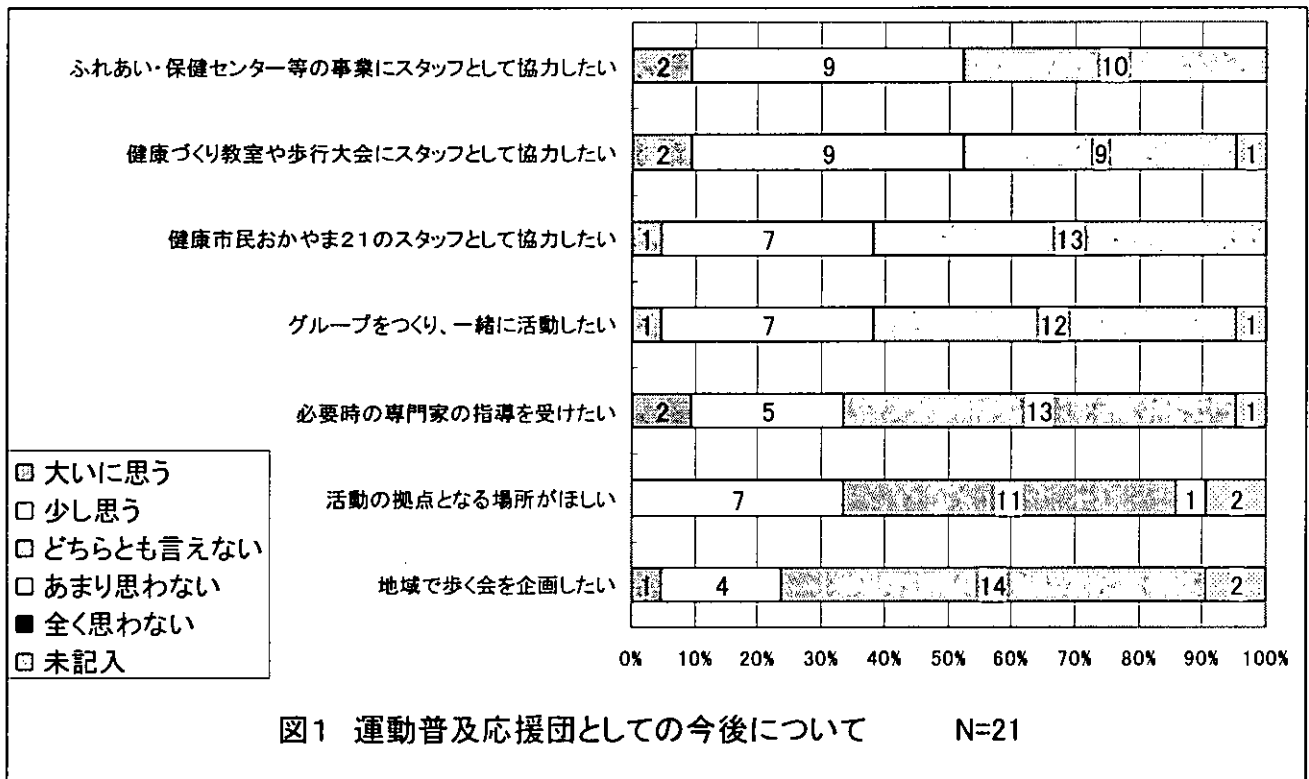 ふれあい・保健センター等の事業にスタッフとして協力したい
2 9 10
健康づくり教室や歩行大会にスタッフとして協力したい
2 9 9 1
健康市民おかやま21のスタッフとして協力したい
1 7 13
グループをつくり、一緒に活動したい
1 7 12 1
必要時の専門家の指導を受けたい
2 5 13 1
活動の拠点となる場所がほしい
7 11 1 2
地域で歩く会を企画したい
1 4 14 2
0% 10% 20% 30% 40% 50% 60% 70% 80% 90% 100%
大いに思う
少し思う
どちらとも言えない
あまり思わない
全く思わない
未記入
図1 運動普及応援団としての今後について N=21